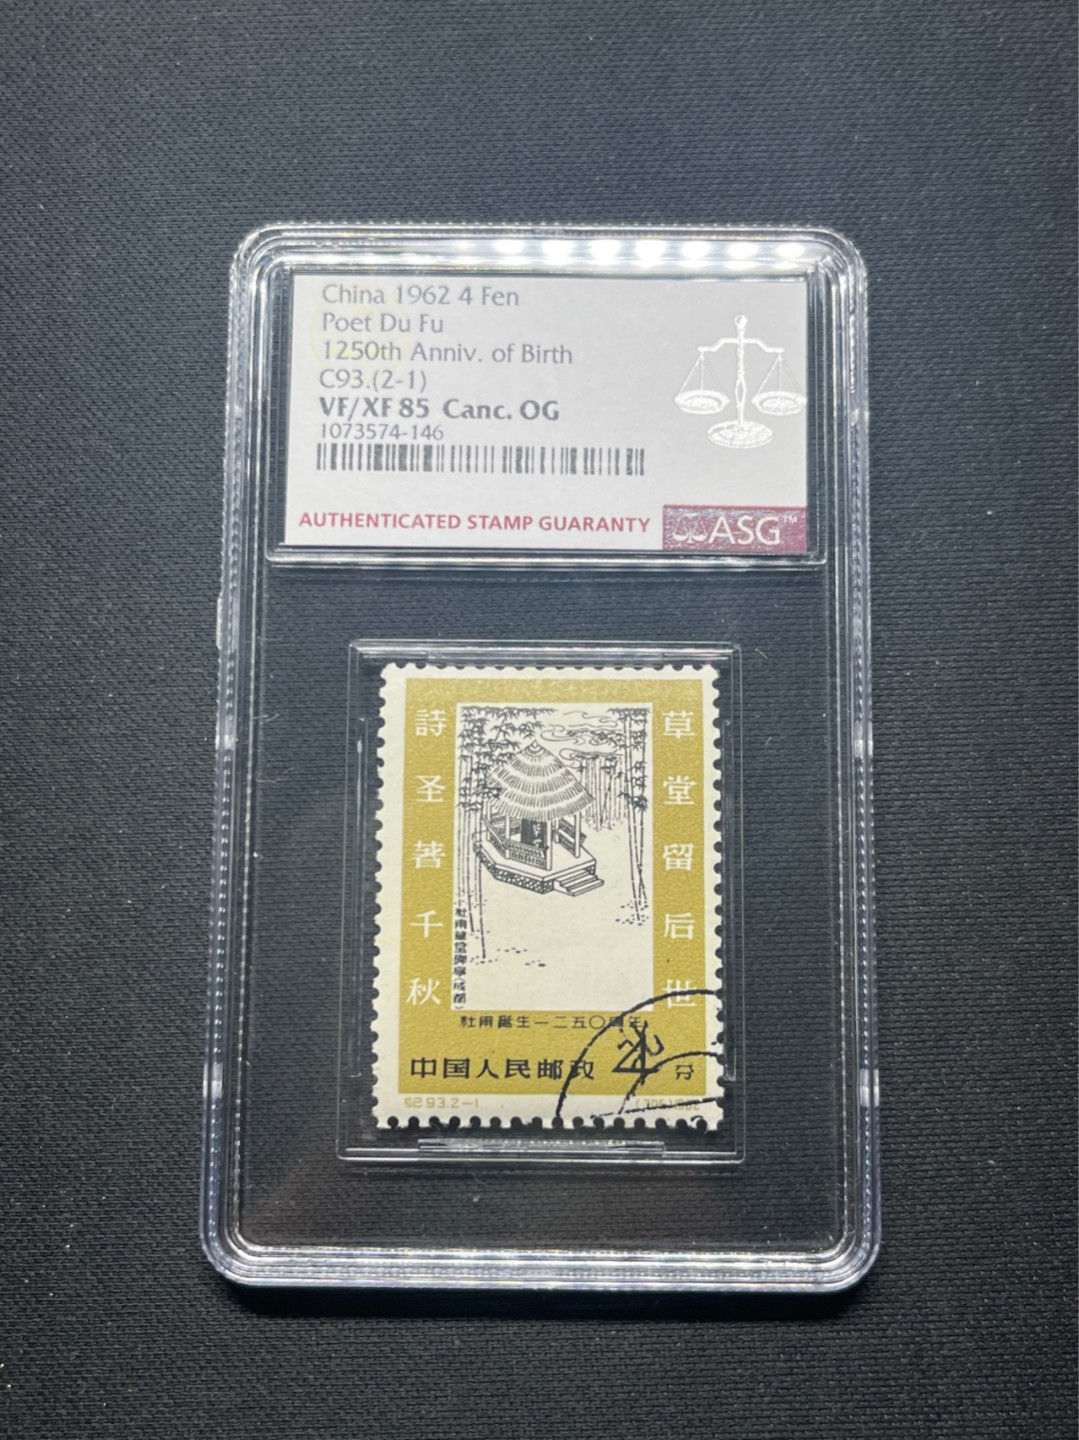 China 1962 4 Fen
Poet Du Fu
1250th Anniv. of Birth
C93.(2-1)
VF/XF 85 Canc. OG
1073574-146
AUTHENTICATED STAMP GUARANTY
ASG™
詩圣著千秋
草堂留后世
杜甫草堂碑亭(成都)
杜甫誕生一二五〇周年
中国人民邮政
4 分
纪93.2-1
1962